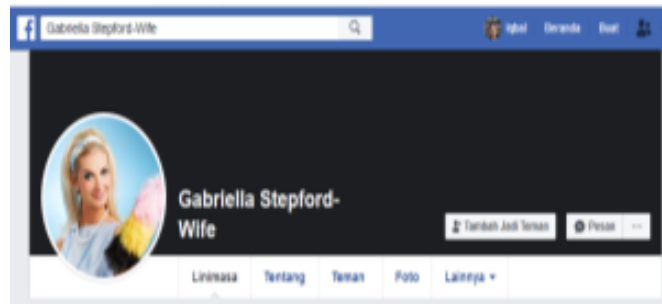 f Gabriella Stepford-Wife
Iqbal Beranda Buat
Gabriella Stepford-
Wife
Tambah Jadi Teman Pesan ...
Linimasa Tentang Teman Foto Lainnya